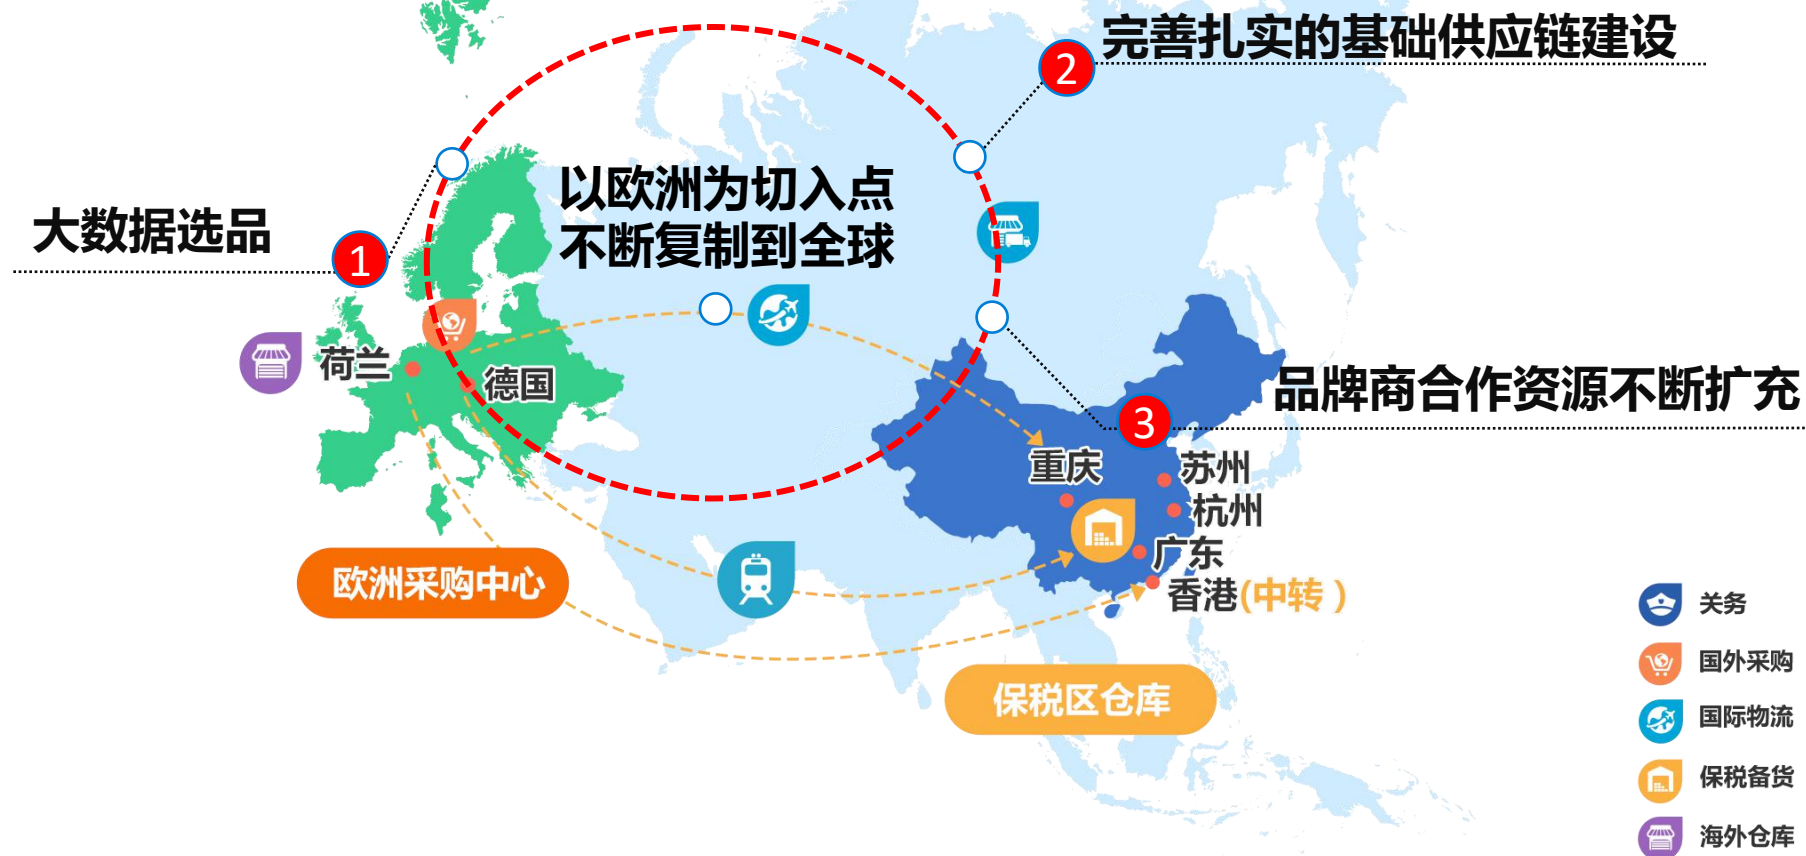 完善扎实的基础供应链建设
2
以欧洲为切入点
不断复制到全球
大数据选品
1
荷兰
德国
品牌商合作资源不断扩充
3
重庆
苏州
杭州
广东
香港(中转)
欧洲采购中心
保税区仓库
关务
国外采购
国际物流
保税备货
海外仓库